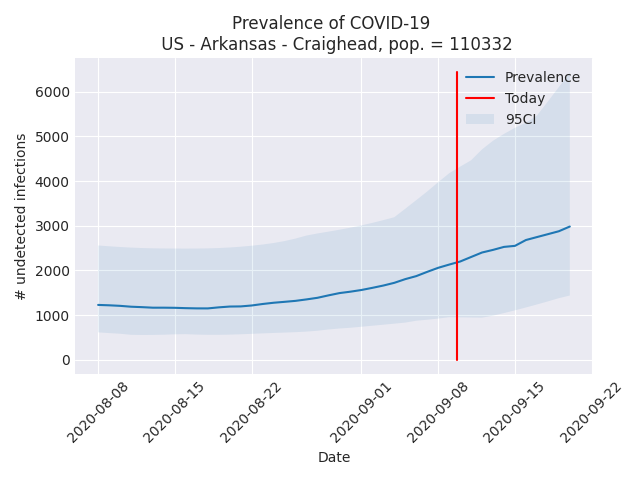 Prevalence of COVID-19
US - Arkansas - Craighead, pop. = 110332
Prevalence
Today
95CI
6000
5000
4000
3000
2000
1000
0
# undetected infections
2020-08-08
2020-08-15
2020-08-22
2020-09-01
2020-09-08
2020-09-15
2020-09-22
Date